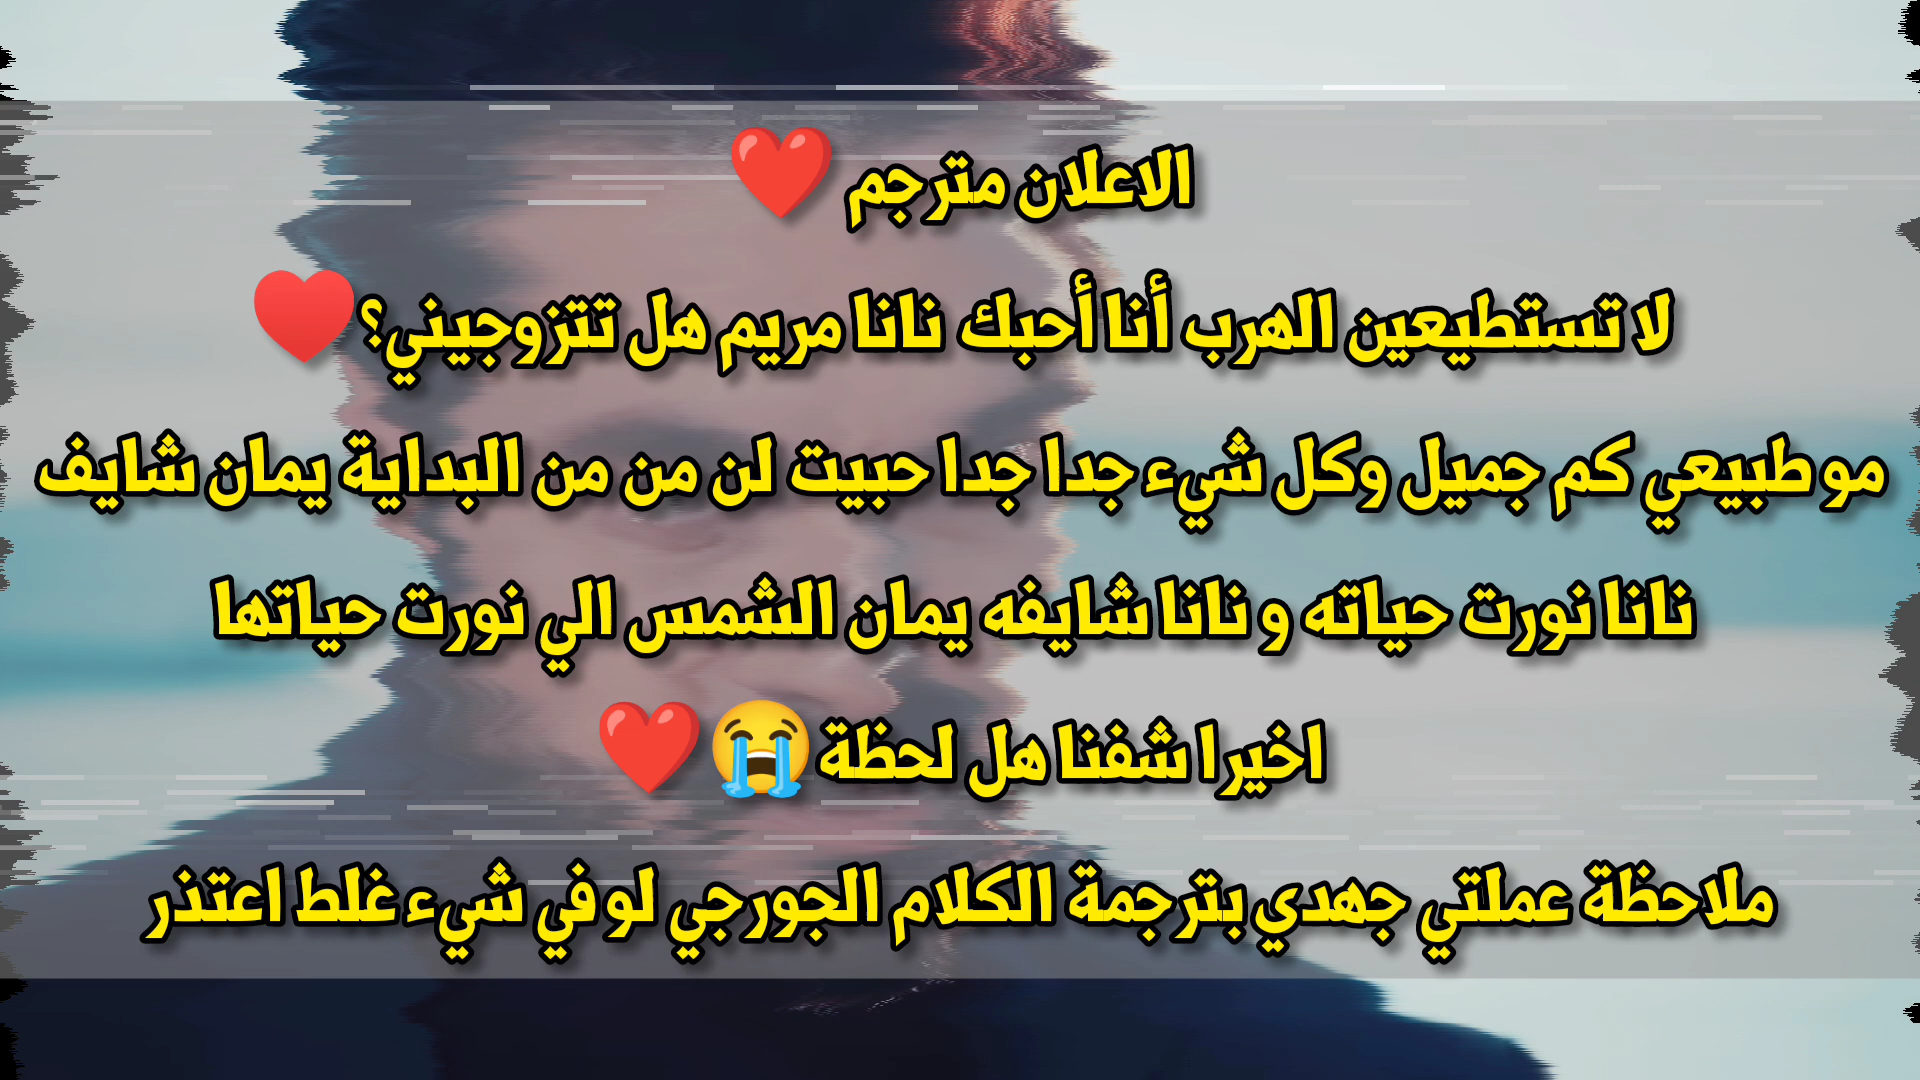 الاعلان مترجم ❤️
لا تستطيعين الهرب أنا أحبك نانا مريم هل تتزوجيني؟♥️
مو طبيعي كم جميل وكل شيء جدا جدا حبيت لن من من البداية يمان شايف
نانا نورت حياته و نانا شايفه يمان الشمس الي نورت حياتها
اخيرا شفنا هل لحظة😭❤️
ملاحظة عملتي جهدي بترجمة الكلام الجورجي لو في شيء غلط اعتذر